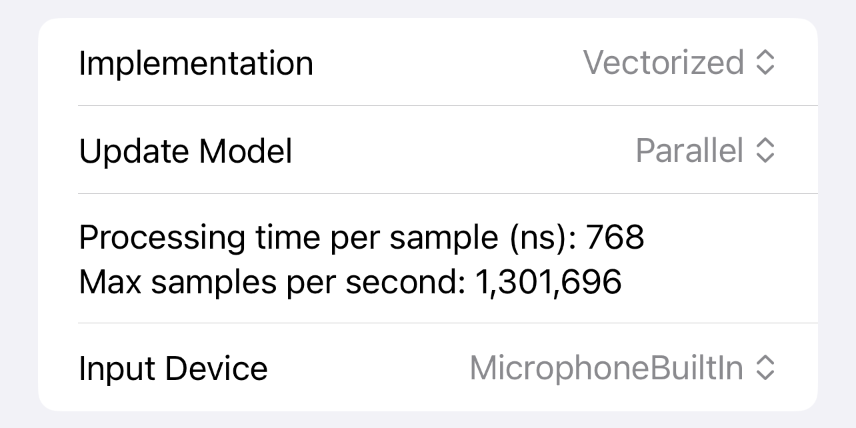 Implementation Vectorized
Update Model Parallel
Processing time per sample (ns): 768
Max samples per second: 1,301,696
Input Device MicrophoneBuiltIn